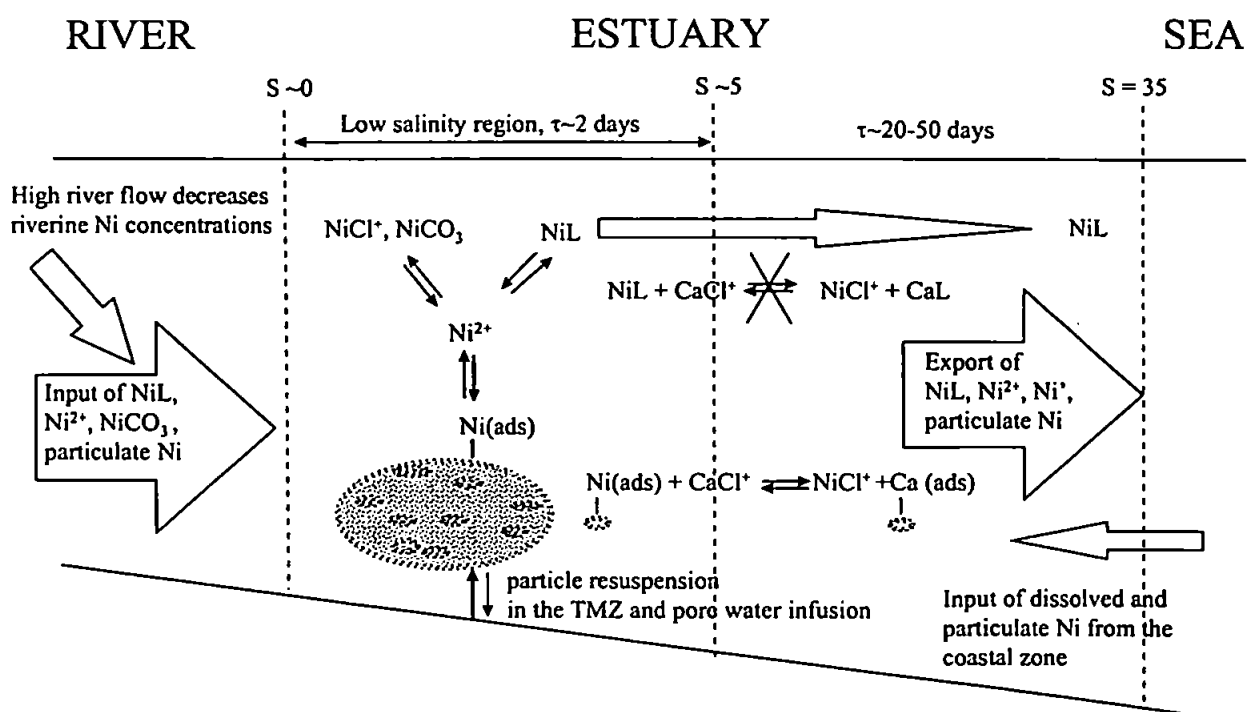 RIVER
ESTUARY
SEA
S ~0
S ~5
S = 35
Low salinity region, τ~2 days
τ~20-50 days
High river flow decreases
riverine Ni concentrations
NiCl⁺, NiCO₃
NiL
NiL
NiL + CaCl⁺
NiCl⁺ + CaL
Ni²⁺
Input of NiL,
Ni²⁺, NiCO₃,
particulate Ni
Export of
NiL, Ni²⁺, Ni',
particulate Ni
Ni(ads)
Ni(ads) + CaCl⁺
NiCl⁺ +Ca (ads)
particle resuspension
in the TMZ and pore water infusion
Input of dissolved and
particulate Ni from the
coastal zone